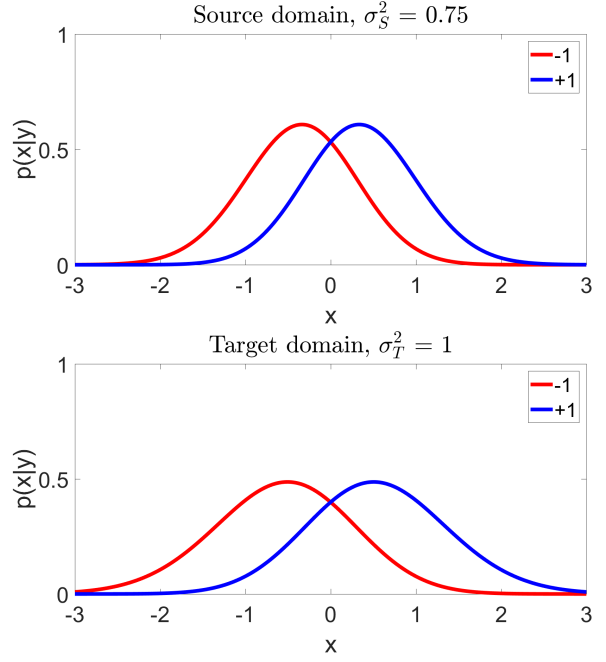 Source domain, σ_S^2 = 0.75
1
0.5
0
p(x|y)
-1
+1
-3 -2 -1 0 1 2 3
x
Target domain, σ_T^2 = 1
1
0.5
0
p(x|y)
-1
+1
-3 -2 -1 0 1 2 3
x